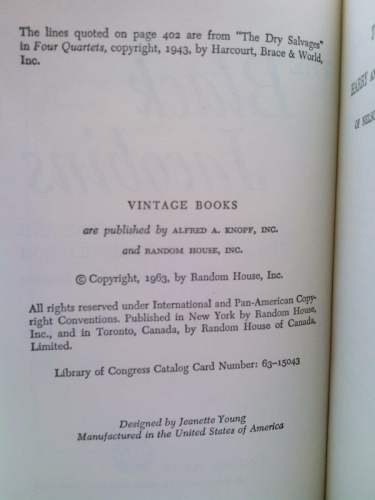 The lines quoted on page 402 are from "The Dry Salvages"
in Four Quartets, copyright, 1943, by Harcourt, Brace & World,
Inc.
Black
Jacobins
VINTAGE BOOKS
are published by ALFRED A. KNOPF, INC.
and RANDOM HOUSE, INC.
© Copyright, 1963, by Random House, Inc.
All rights reserved under International and Pan-American Copy-
right Conventions. Published in New York by Random House,
Inc., and in Toronto, Canada, by Random House of Canada,
Limited.
Library of Congress Catalog Card Number: 63-15043
Designed by Jeanette Young
Manufactured in the United States of America
HARRY
OF